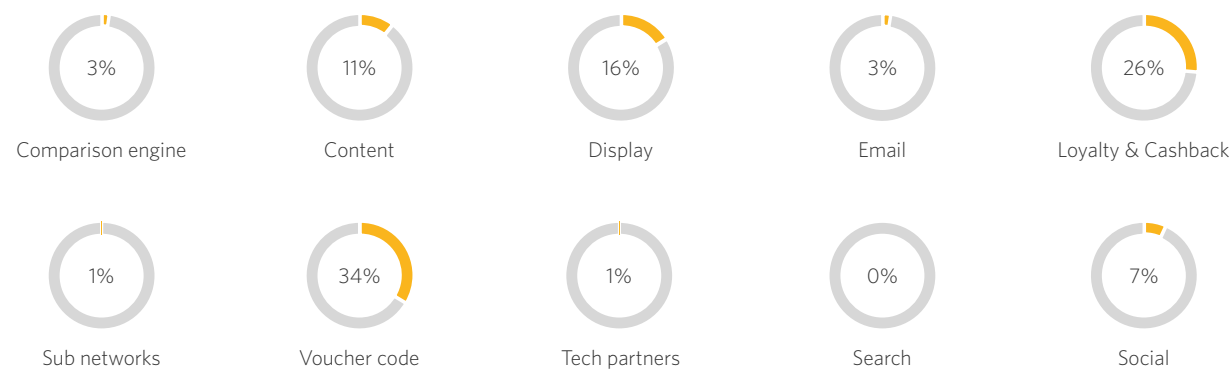 3%
11%
16%
3%
26%
Comparison engine
Content
Display
Email
Loyalty & Cashback
1%
34%
1%
0%
7%
Sub networks
Voucher code
Tech partners
Search
Social